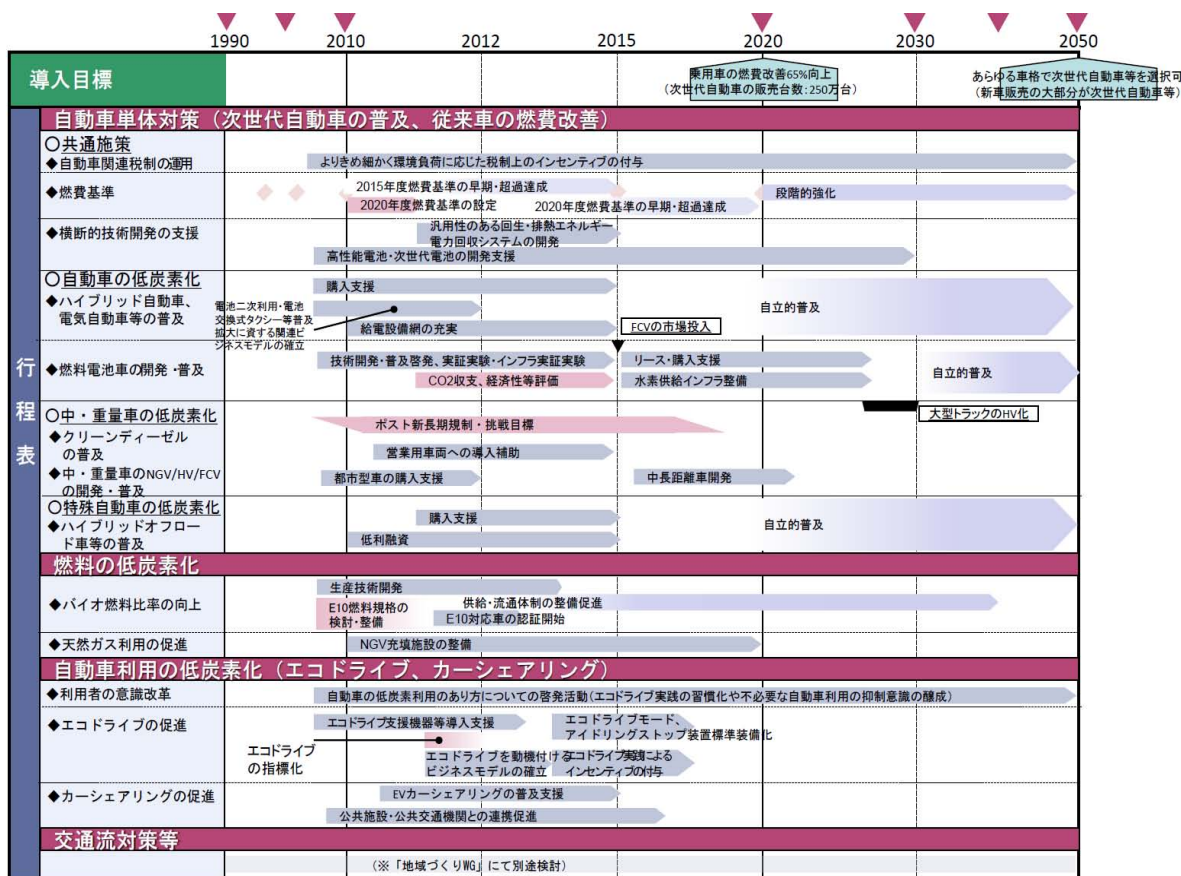 1990 2010 2012 2015 2020 2030 2050
導入目標
乗用車の燃費改善65%向上
(次世代自動車の販売台数：250万台)
あらゆる車格で次世代自動車等を選択可
(新車販売の大部分が次世代自動車等)
行程表
自動車単体対策（次世代自動車の普及、従来車の燃費改善）
〇共通施策
◆自動車関連税制の運用
よりきめ細かく環境負荷に応じた税制上のインセンティブの付与
◆燃費基準
2015年度燃費基準の早期・超過達成
2020年度燃費基準の設定
2020年度燃費基準の早期・超過達成
段階的強化
◆横断的技術開発の支援
汎用性のある回生・排熱エネルギー
電力回収システムの開発
高性能電池・次世代電池の開発支援
〇自動車の低炭素化
◆ハイブリッド自動車、
電気自動車等の普及
購入支援
電池二次利用・電池
交換式タクシー等普及
拡大に資する関連ビ
ジネスモデルの確立
給電設備網の充実
FCVの市場投入
自立的普及
◆燃料電池車の開発・普及
技術開発・普及啓発、実証実験・インフラ実証実験
CO2収支、経済性等評価
リース・購入支援
水素供給インフラ整備
自立的普及
大型トラックのHV化
〇中・重量車の低炭素化
◆クリーンディーゼル
の普及
ポスト新長期規制・挑戦目標
営業用車両への導入補助
◆中・重量車のNGV/HV/FCV
の開発・普及
都市型車の購入支援
中長距離車開発
〇特殊自動車の低炭素化
◆ハイブリッドオフロー
ド車等の普及
購入支援
低利融資
自立的普及
燃料の低炭素化
◆バイオ燃料比率の向上
生産技術開発
E10燃料規格の
検討・整備
供給・流通体制の整備促進
E10対応車の認証開始
◆天然ガス利用の促進
NGV充填施設の整備
自動車利用の低炭素化（エコドライブ、カーシェアリング）
◆利用者の意識改革
自動車の低炭素利用のあり方についての啓発活動(エコドライブ実践の習慣化や不必要な自動車利用の抑制意識の醸成)
◆エコドライブの促進
エコドライブ支援機器等導入支援
エコドライブモード、
アイドリングストップ装置標準装備化
エコドライブ
の指標化
エコドライブを動機付ける
ビジネスモデルの確立
エコドライブ実践による
インセンティブの付与
◆カーシェアリングの促進
EVカーシェアリングの普及支援
公共施設・公共交通機関との連携促進
交通流対策等
(※「地域づくりWG」にて別途検討)